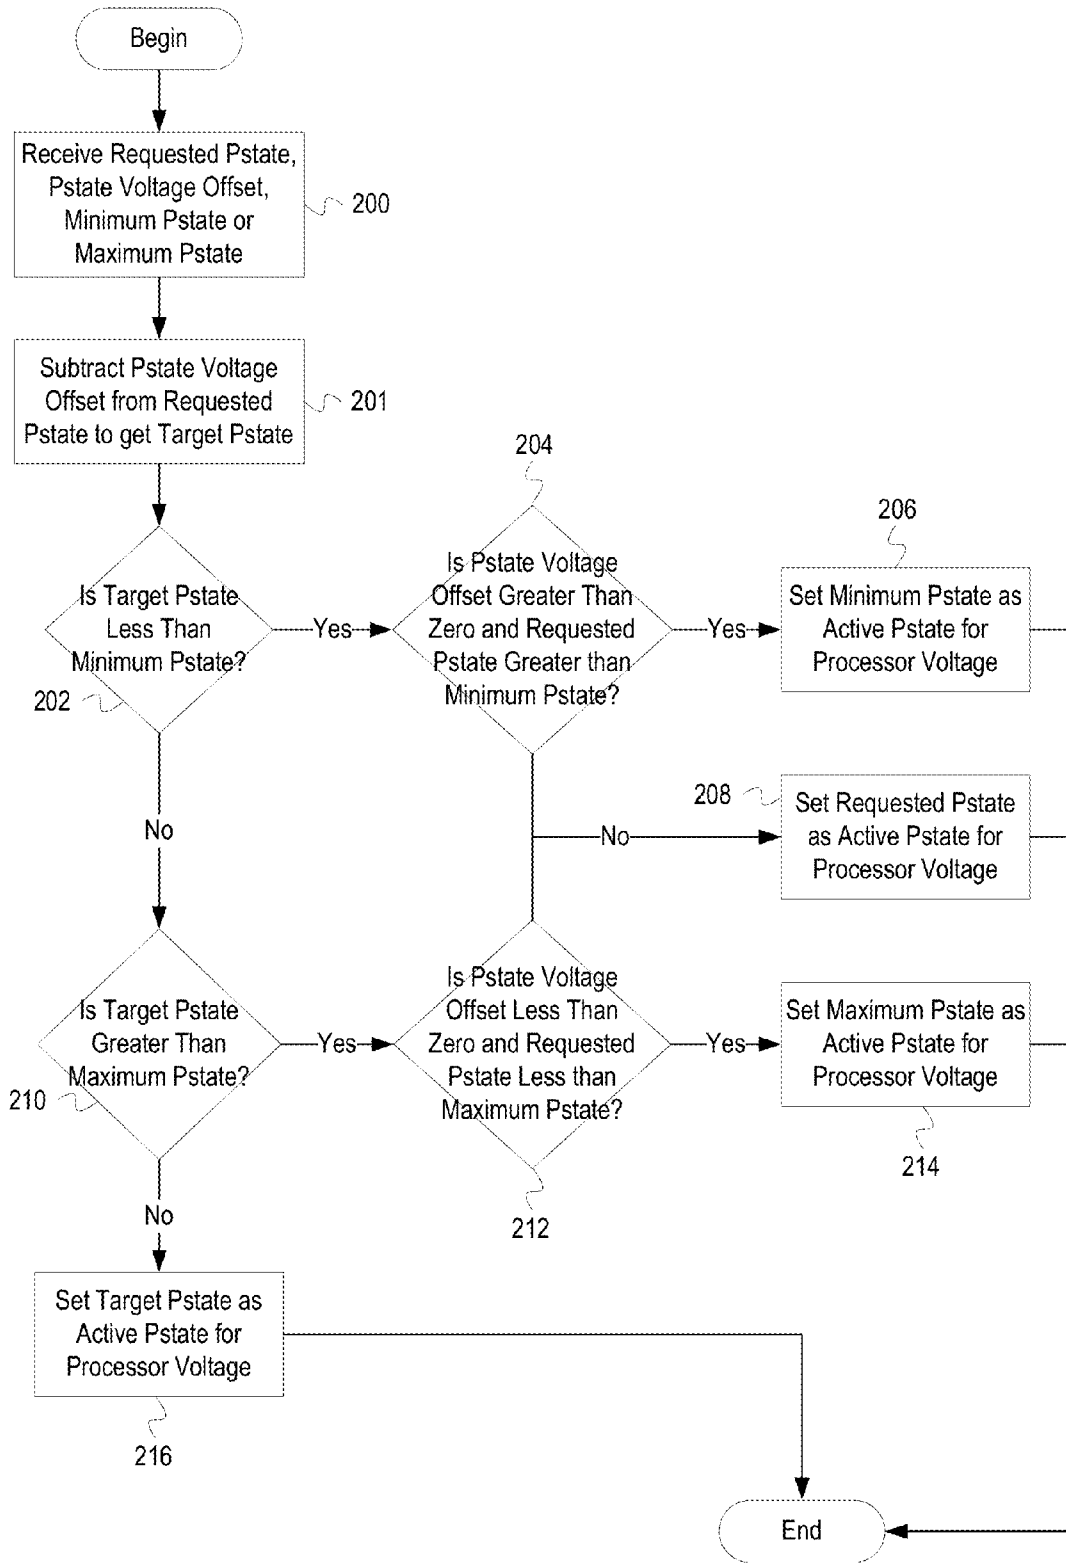 Begin
Receive Requested Pstate,
Pstate Voltage Offset,
Minimum Pstate or
Maximum Pstate
200
Subtract Pstate Voltage
Offset from Requested
Pstate to get Target Pstate
201
Is Target Pstate
Less Than
Minimum Pstate?
202
Yes
204
Is Pstate Voltage
Offset Greater Than
Zero and Requested
Pstate Greater than
Minimum Pstate?
Yes
206
Set Minimum Pstate as
Active Pstate for
Processor Voltage
No
No
208
Set Requested Pstate
as Active Pstate for
Processor Voltage
Is Target Pstate
Greater Than
Maximum Pstate?
210
Yes
Is Pstate Voltage
Offset Less Than
Zero and Requested
Pstate Less than
Maximum Pstate?
212
Yes
Set Maximum Pstate as
Active Pstate for
Processor Voltage
214
No
Set Target Pstate as
Active Pstate for
Processor Voltage
216
End